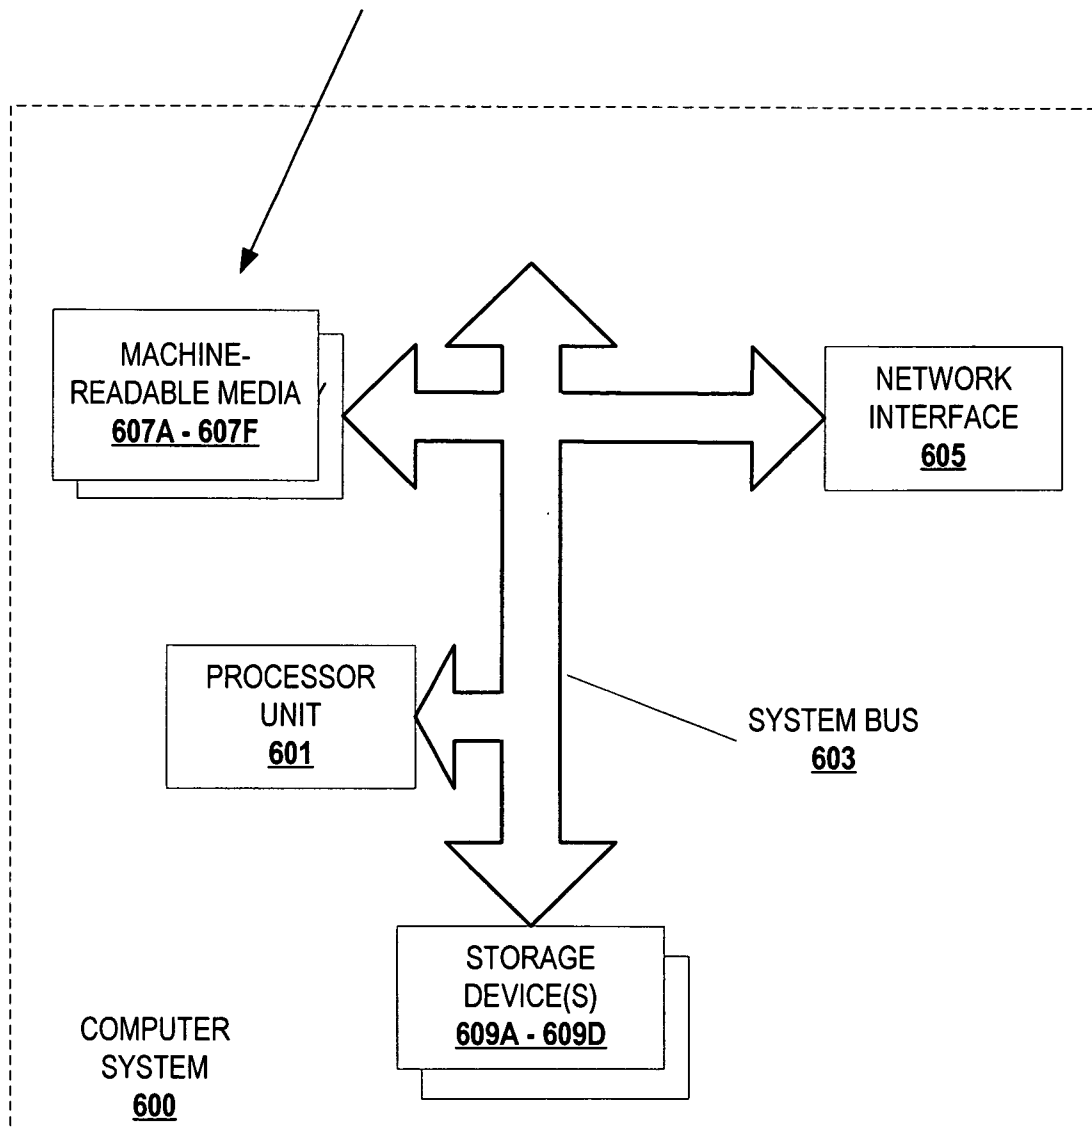 MACHINE-
READABLE MEDIA
607A - 607F
NETWORK
INTERFACE
605
PROCESSOR
UNIT
601
SYSTEM BUS
603
STORAGE
DEVICE(S)
609A - 609D
COMPUTER
SYSTEM
600